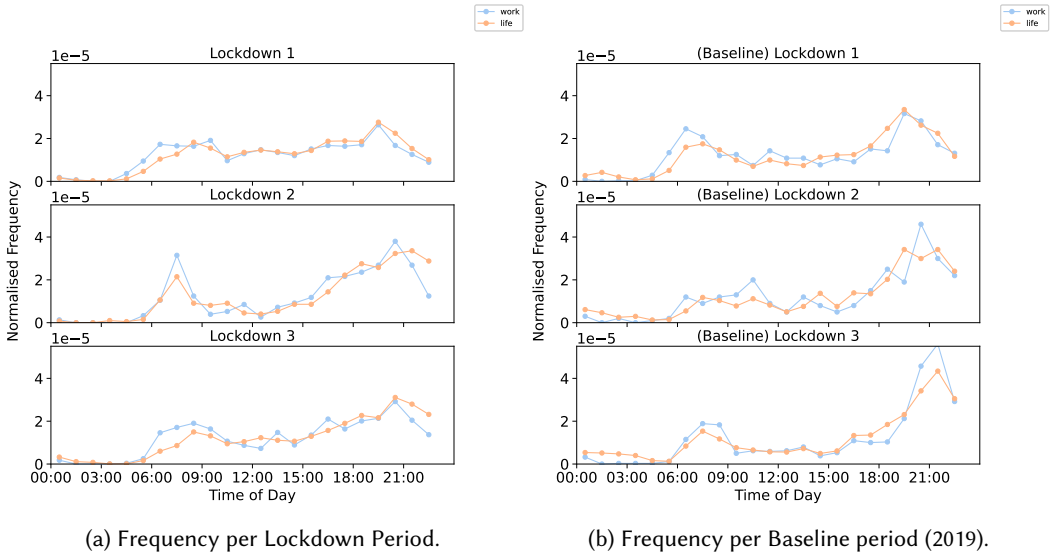 work
life
work
life
1e−5
Lockdown 1
1e−5
(Baseline) Lockdown 1
4
2
0
4
2
0
1e−5
Lockdown 2
1e−5
(Baseline) Lockdown 2
Normalised Frequency
4
2
0
Normalised Frequency
4
2
0
1e−5
Lockdown 3
1e−5
(Baseline) Lockdown 3
4
2
0
4
2
0
00:00 03:00 06:00 09:00 12:00 15:00 18:00 21:00
00:00 03:00 06:00 09:00 12:00 15:00 18:00 21:00
Time of Day
Time of Day
(a) Frequency per Lockdown Period.
(b) Frequency per Baseline period (2019).